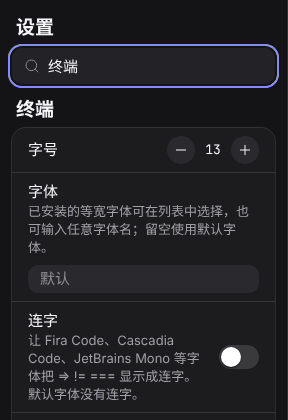 设置
终端
终端
字号
13
字体
已安装的等宽字体可在列表中选择，也
可输入任意字体名；留空使用默认字
体。
默认
连字
让 Fira Code、Cascadia
Code、JetBrains Mono 等字
体把 => != === 显示成连字。
默认字体没有连字。